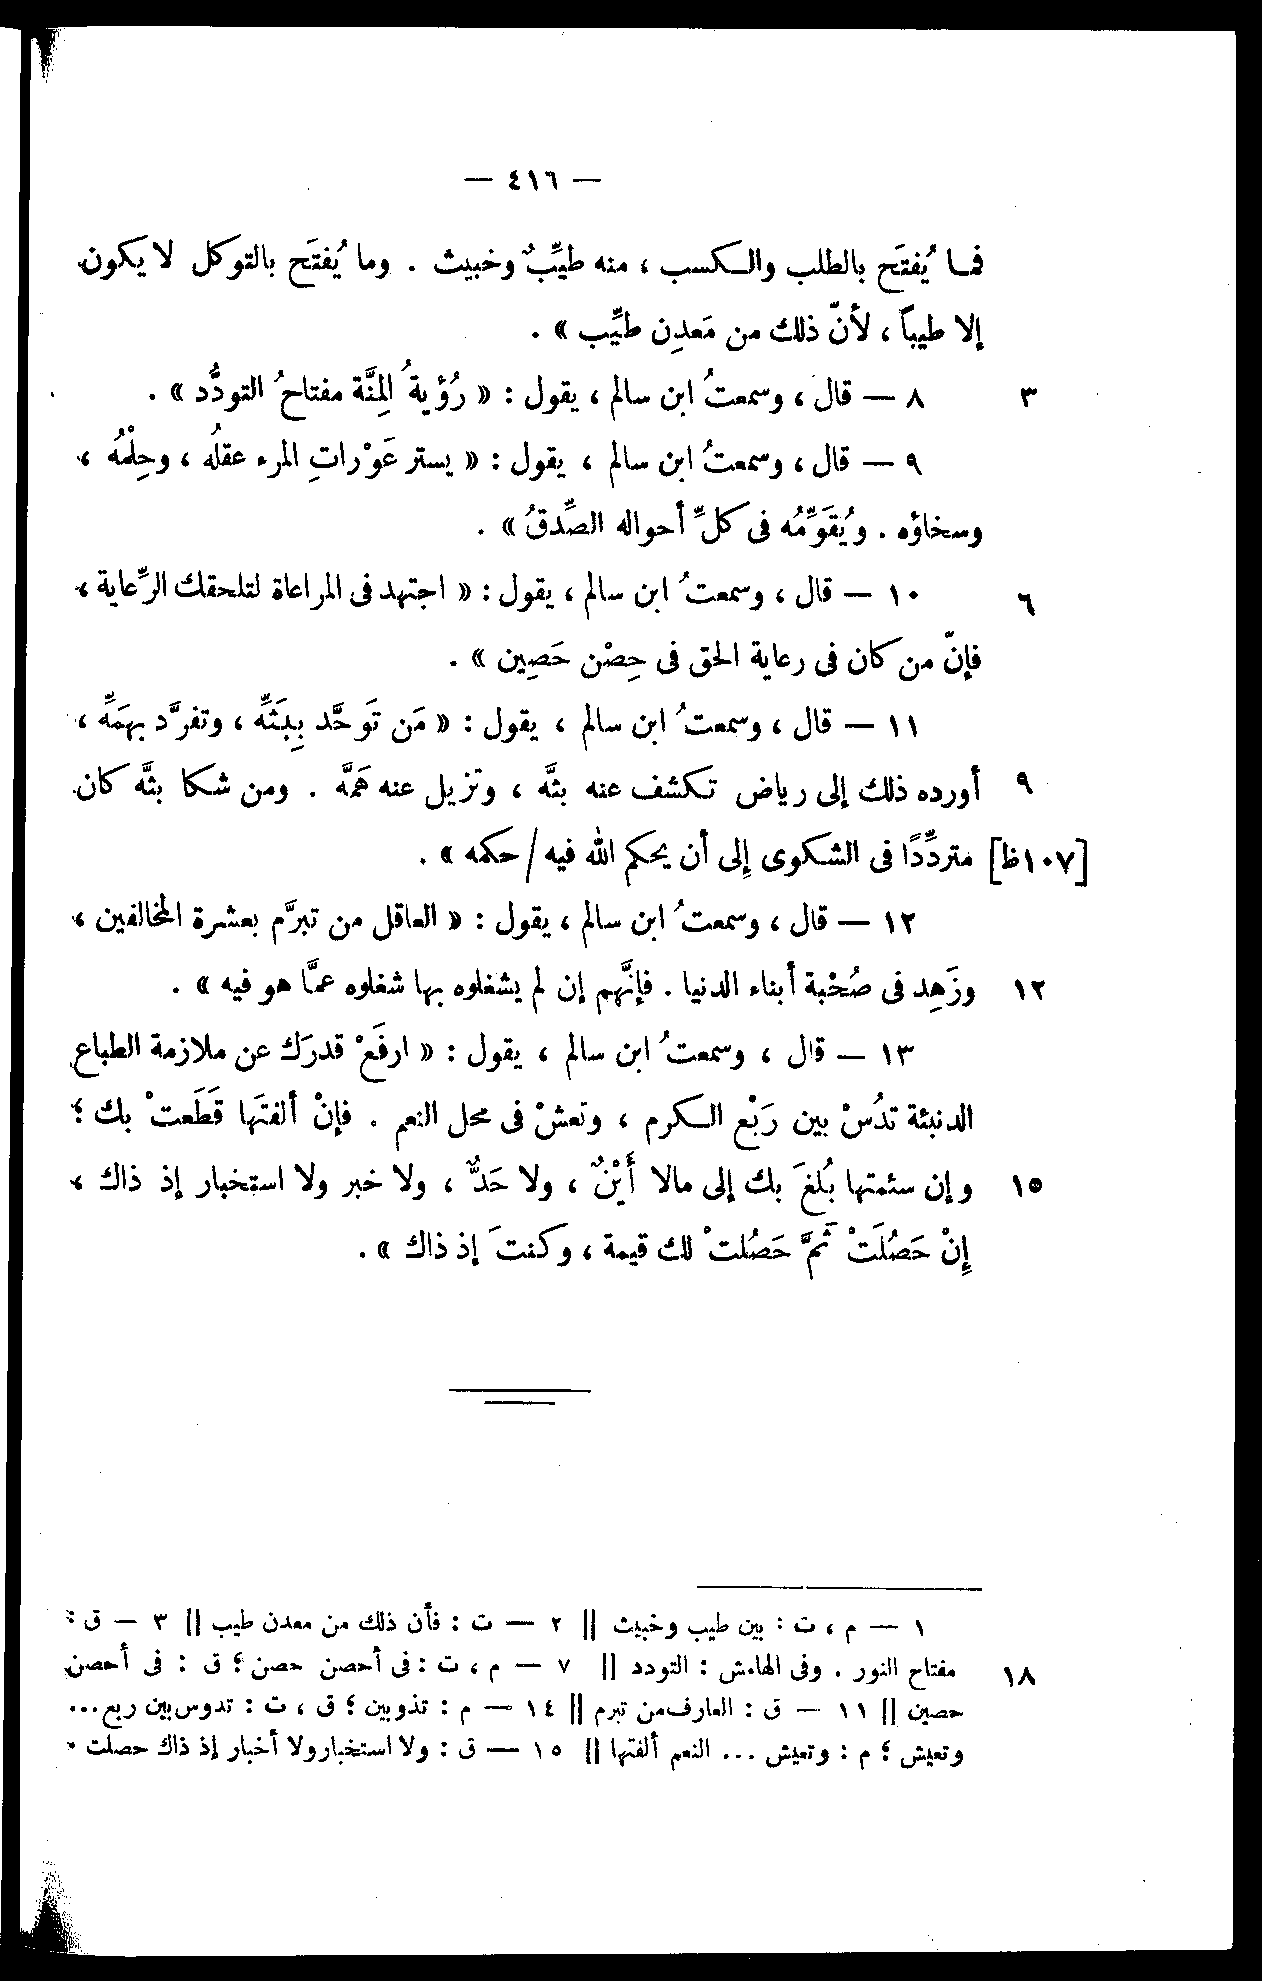 — ٤١٦ —
فما يُفتَح بالطلب والكسب ، منه طيِّبٌ وخبيث . وما يُفتَح بالتوكل لا يكون
إلا طيباً ، لأنّ ذلك من مَعدِن طيِّب » .
٣ ٨ — قال ، وسمعتُ ابن سالم ، يقول : « رُؤيةُ المِنَّة مفتاحُ التودُّد » .
٩ — قال ، وسمعتُ ابن سالم ، يقول : « يستر عَوْراتِ المرء عقلُه ، وحِلْمُه ،
وسخاؤه . ويُقَوِّمُه فى كلِّ أحواله الصِّدقُ » .
٦ ١٠ — قال ، وسمعتُ ابن سالم ، يقول : « اجتهد فى المراعاة لتلحقك الرِّعاية ،
فإنّ من كان فى رعاية الحق فى حِصْن حَصِين » .
١١ — قال ، وسمعتُ ابن سالم ، يقول : « مَن تَوحَّد بِبَثِّه ، وتفرَّد بهَمِّه ،
٩ أورده ذلك إلى رياض تكشف عنه بثَّه ، وتزيل عنه هَمَّه . ومن شكا بثَّه كان
[١٠٧ظ] متردِّدًا فى الشكوى إلى أن يحكم الله فيه / حكمه » .
١٢ — قال ، وسمعتُ ابن سالم ، يقول : « العاقل من تبرَّم بعشرة المخالفين ،
١٢ وزَهِد فى صُحْبة أبناء الدنيا . فإنَّهم إن لم يشغلوه بها شغلوه عمَّا هو فيه » .
١٣ — قال ، وسمعتُ ابن سالم ، يقول : « ارفَعْ قدرَك عن ملازمة الطباع
الدنيئة تدُسْ بين رَبْع الكرم ، وتعشْ فى محل النعم . فإنْ ألفتَها قَطَعتْ بك ؛
١٥ وإن سئمتها بُلغَ بك إلى مالا أَيْنٌ ، ولا حَدٌّ ، ولا خبر ولا استخبار إذ ذاك ،
إِنْ حَصُلَتْ ثَمَّ حَصُلتْ لك قيمة ، وكنتَ إذ ذاك » .
١ — م ، ت : بين طيب وخبيث || ٢ — ت : فأن ذلك من معدن طيب || ٣ — ق :
١٨ مفتاح النور . وفى الهامش : التودد || ٧ — م ، ت : فى أحصن حصن ؛ ق : فى أحصن
حصين || ١١ — ق : العارف من تبرم || ١٤ — م : تذوبين ؛ ق ، ت : تدوس بين ربع ...
وتعيش ؛ م : وتعيش ... النعم ألفتها || ١٥ — ق : ولا استخبار ولا أخبار إذ ذاك حصلت .